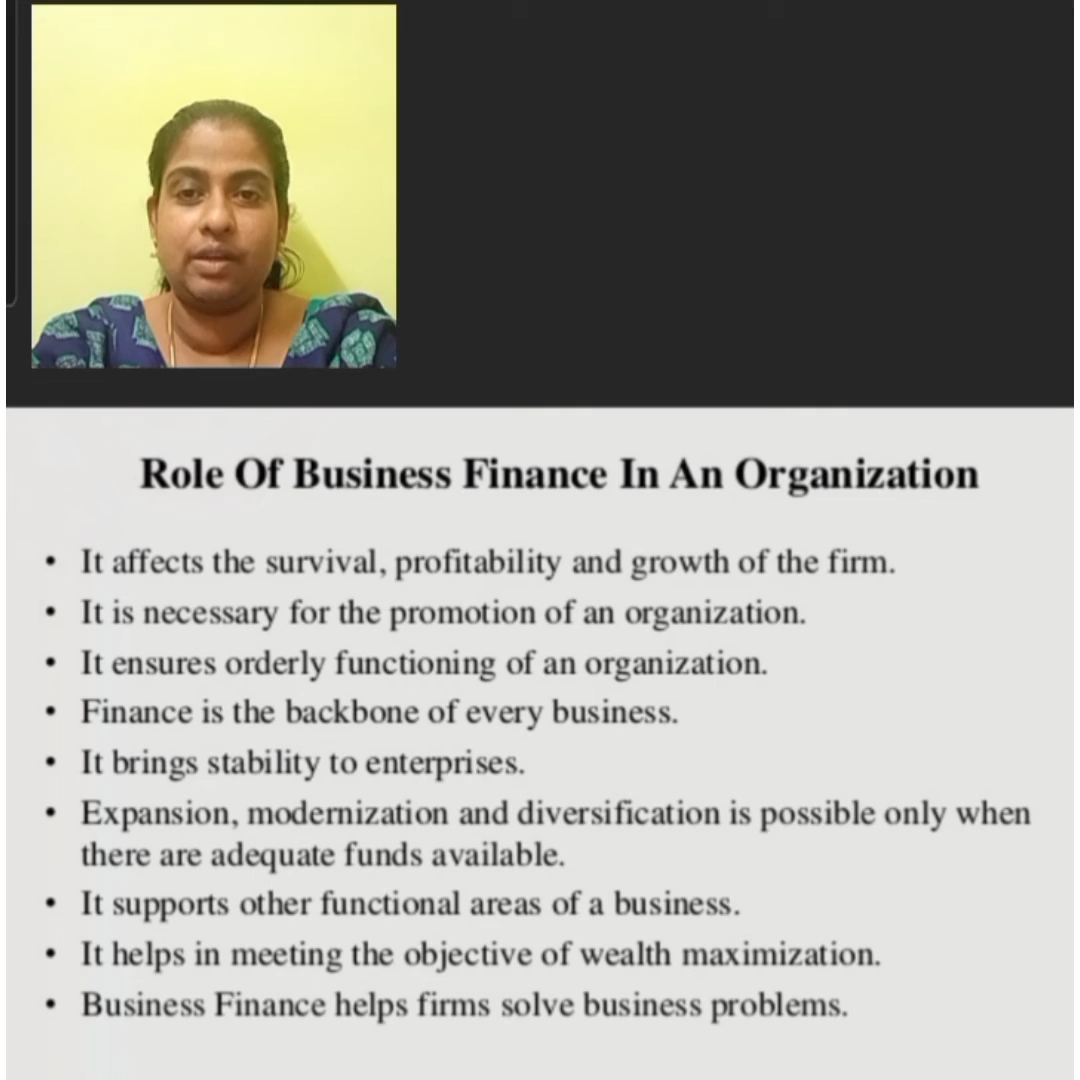 Role Of Business Finance In An Organization
• It affects the survival, profitability and growth of the firm.
• It is necessary for the promotion of an organization.
• It ensures orderly functioning of an organization.
• Finance is the backbone of every business.
• It brings stability to enterprises.
• Expansion, modernization and diversification is possible only when
there are adequate funds available.
• It supports other functional areas of a business.
• It helps in meeting the objective of wealth maximization.
• Business Finance helps firms solve business problems.